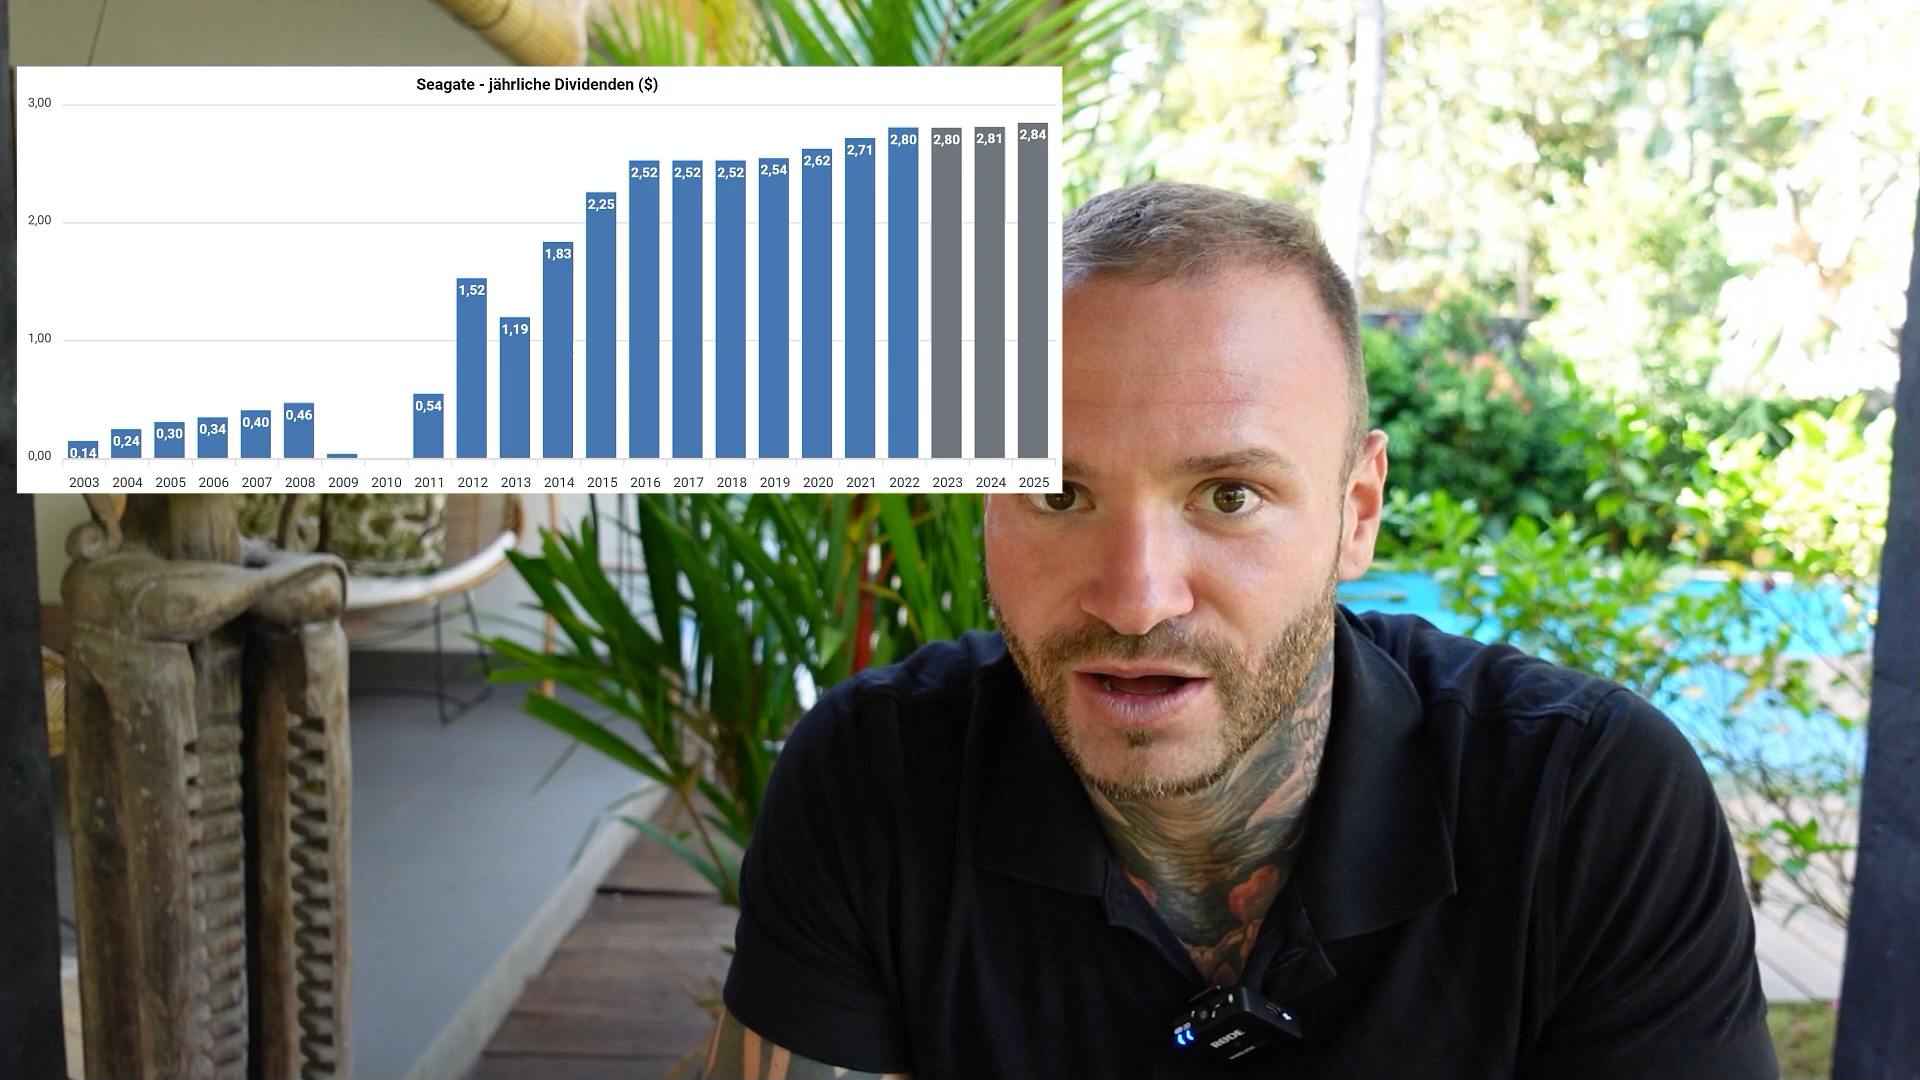 Seagate - jährliche Dividenden ($)
3,00
2,00
1,00
0,00
0,14 0,24 0,30 0,34 0,40 0,46 0,54 1,52 1,19 1,83 2,25 2,52 2,52 2,52 2,54 2,62 2,71 2,80 2,80 2,81 2,84
2003 2004 2005 2006 2007 2008 2009 2010 2011 2012 2013 2014 2015 2016 2017 2018 2019 2020 2021 2022 2023 2024 2025
RØDE